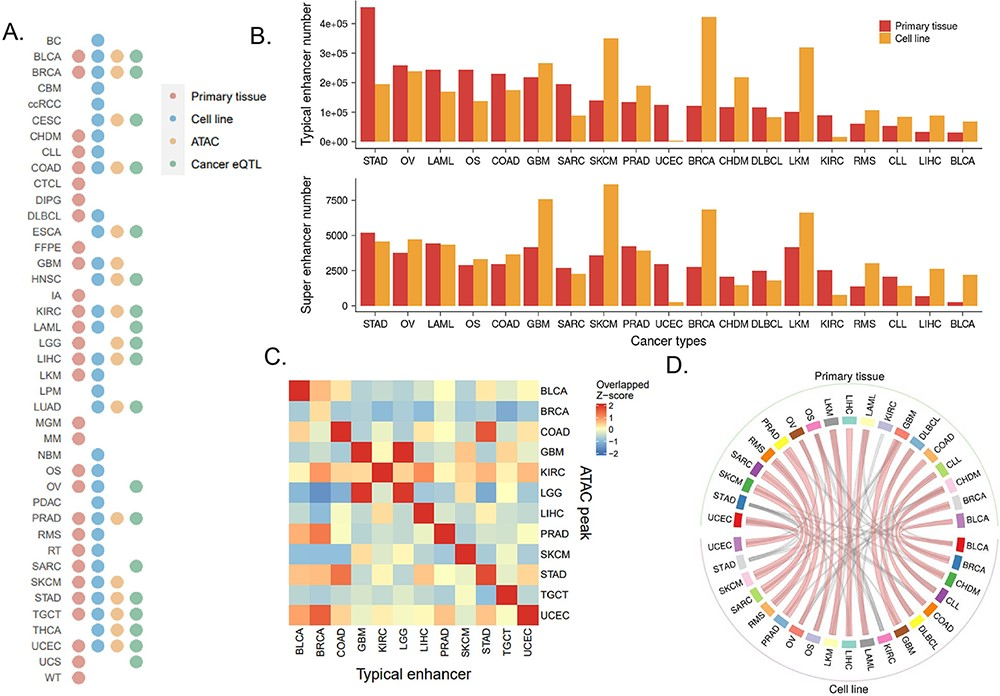 A.
BC
BLCA
BRCA
CBM
ccRCC
CESC
CHDM
CLL
COAD
CTCL
DIPG
DLBCL
ESCA
FFPE
GBM
HNSC
IA
KIRC
LAML
LGG
LIHC
LKM
LPM
LUAD
MGM
MM
NBM
OS
OV
PDAC
PRAD
RMS
RT
SARC
SKCM
STAD
TGCT
THCA
UCEC
UCS
WT
Primary tissue
Cell line
ATAC
Cancer eQTL
B.
Typical enhancer number
4e+05
3e+05
2e+05
1e+05
0e+00
Primary tissue
Cell line
STAD OV LAML OS COAD GBM SARC SKCM PRAD UCEC BRCA CHDM DLBCL LKM KIRC RMS CLL LIHC BLCA
Super enhancer number
7500
5000
2500
0
STAD OV LAML OS COAD GBM SARC SKCM PRAD UCEC BRCA CHDM DLBCL LKM KIRC RMS CLL LIHC BLCA
Cancer types
C.
BLCA
BRCA
COAD
GBM
KIRC
LGG
LIHC
PRAD
SKCM
STAD
TGCT
UCEC
ATAC peak
BLCA BRCA COAD GBM KIRC LGG LIHC PRAD SKCM STAD TGCT UCEC
Typical enhancer
Overlapped
Z-score
2
1
0
−1
−2
D.
Primary tissue
UCEC
STAD
SKCM
SARC
RMS
PRAD
OV
OS
LKM
LIHC
LAML
KIRC
GBM
DLBCL
COAD
CLL
CHDM
BRCA
BLCA
BLCA
BRCA
CHDM
CLL
COAD
DLBCL
GBM
KIRC
LAML
LIHC
LKM
OS
OV
PRAD
RMS
SARC
SKCM
STAD
UCEC
Cell line